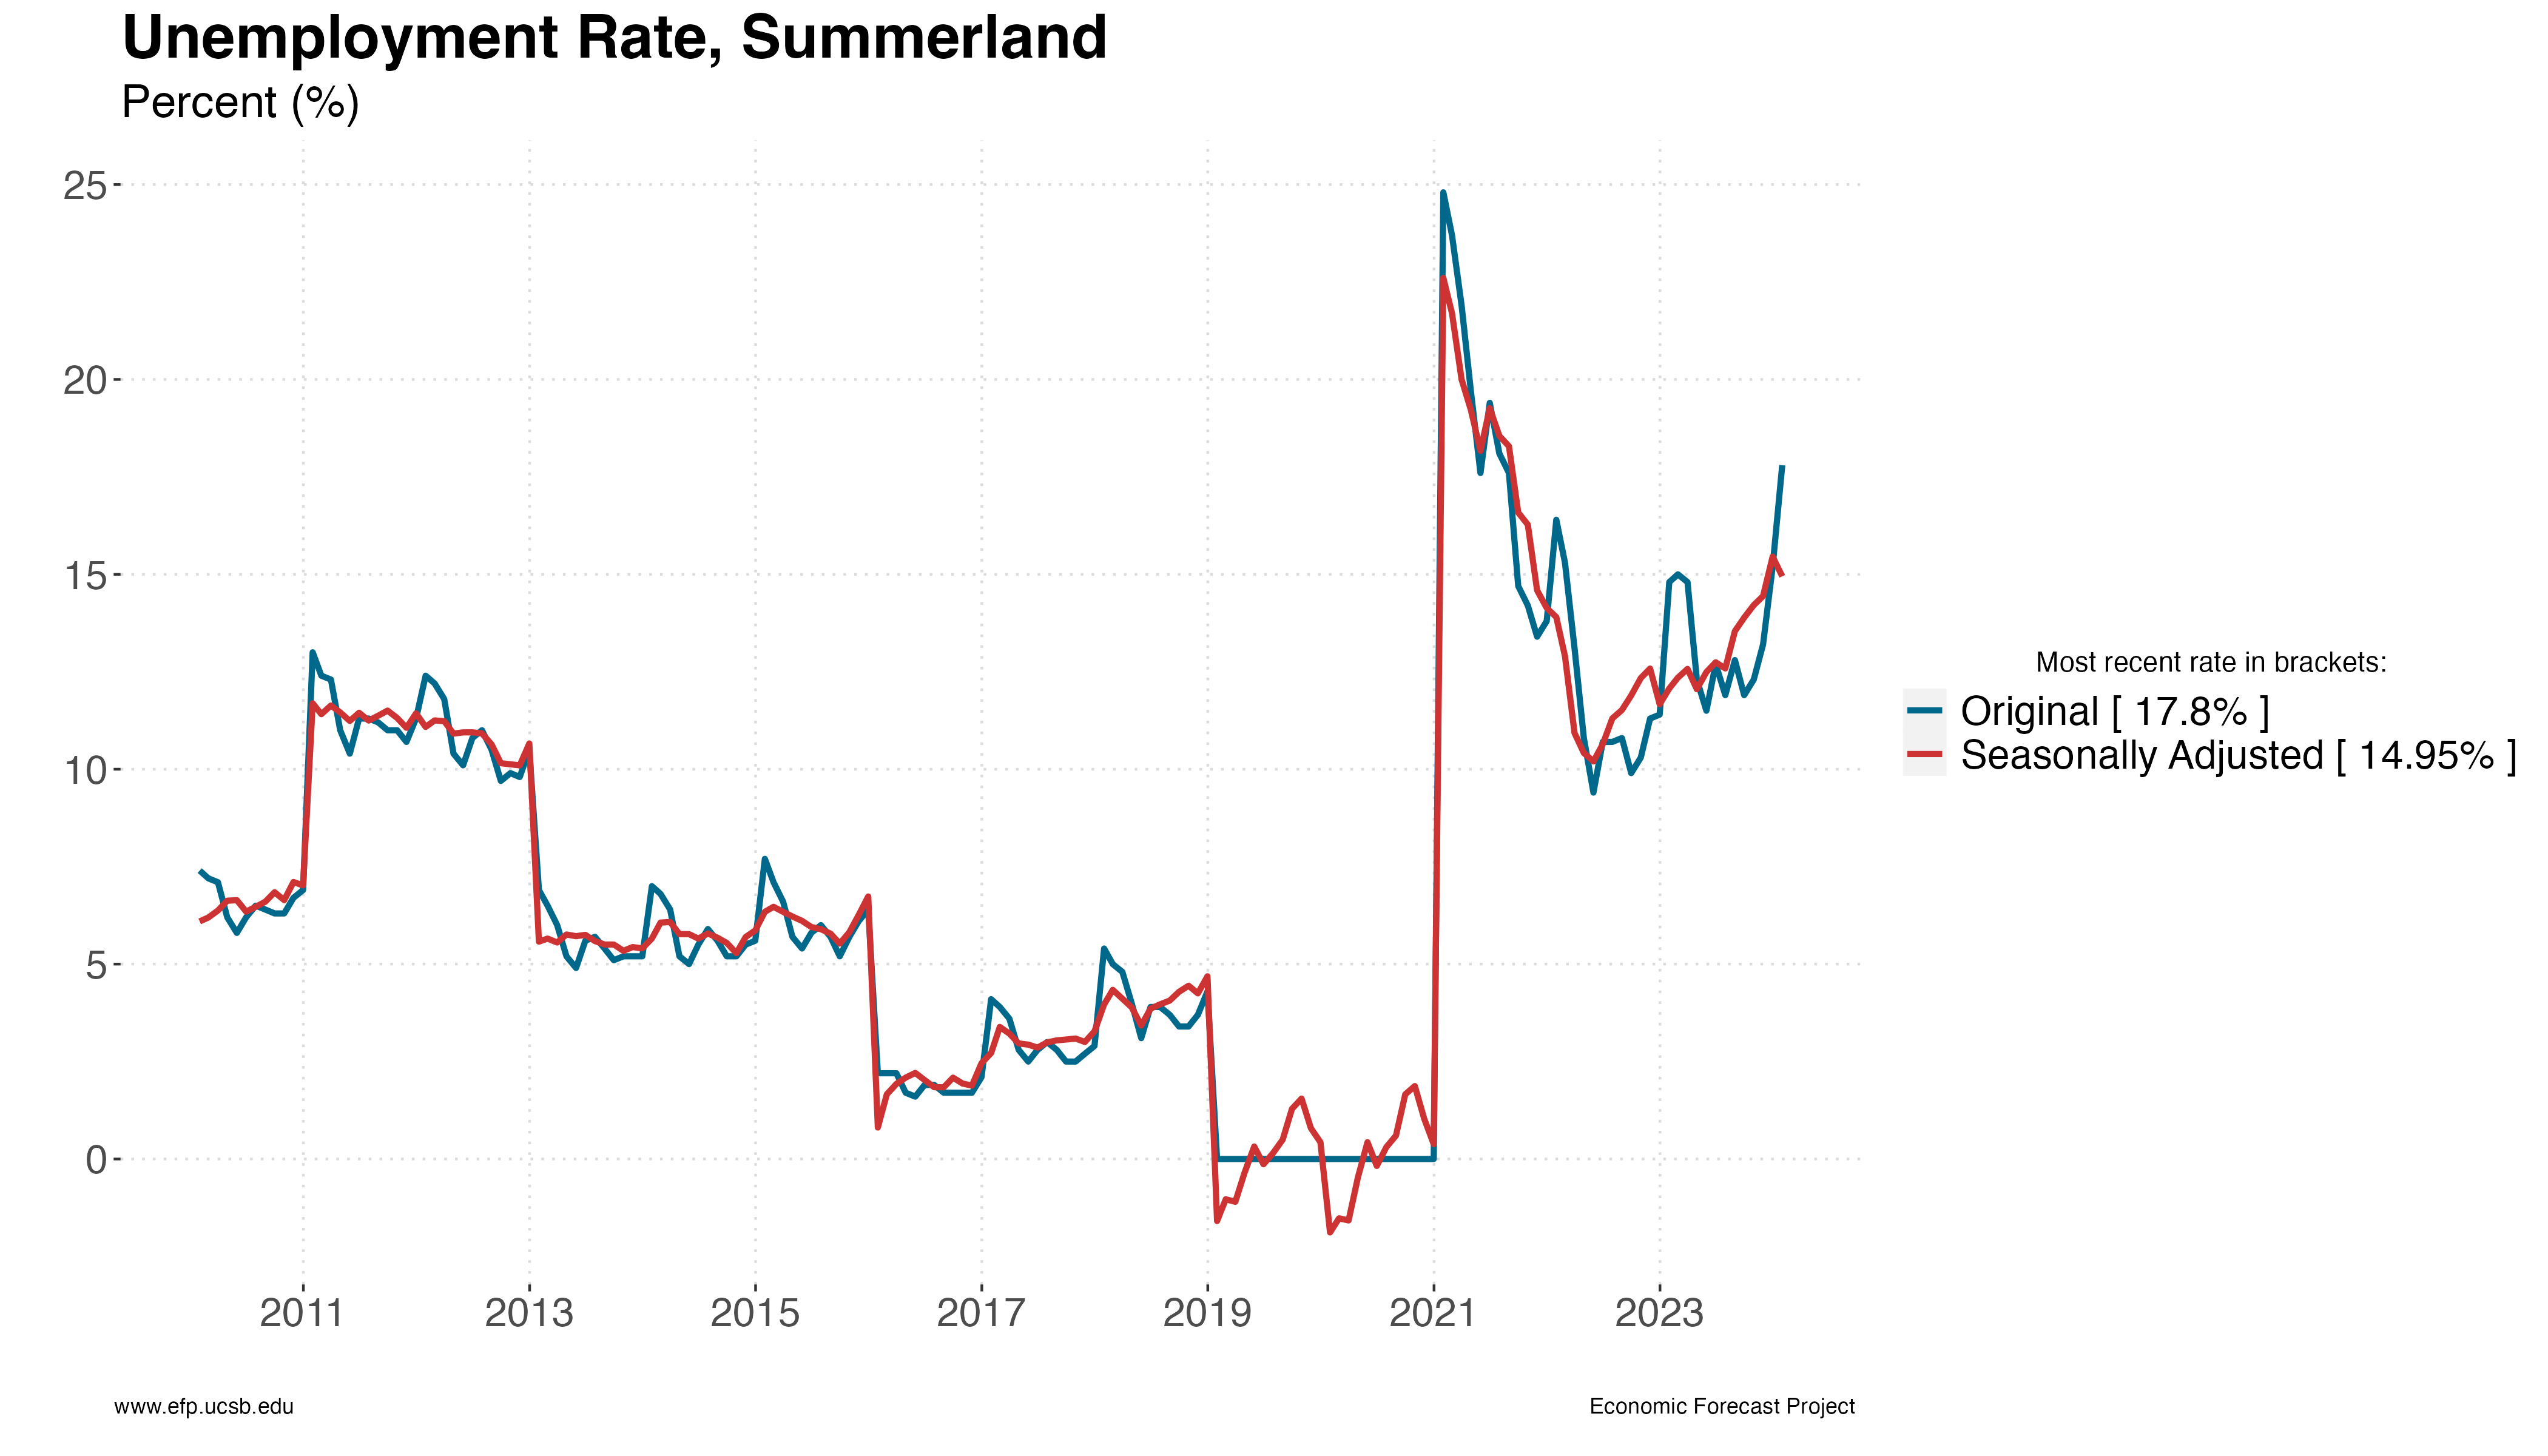 Unemployment Rate, Summerland
Percent (%)
25
20
15
10
5
0
2011 2013 2015 2017 2019 2021 2023
Most recent rate in brackets:
Original [ 17.8% ]
Seasonally Adjusted [ 14.95% ]
www.efp.ucsb.edu
Economic Forecast Project